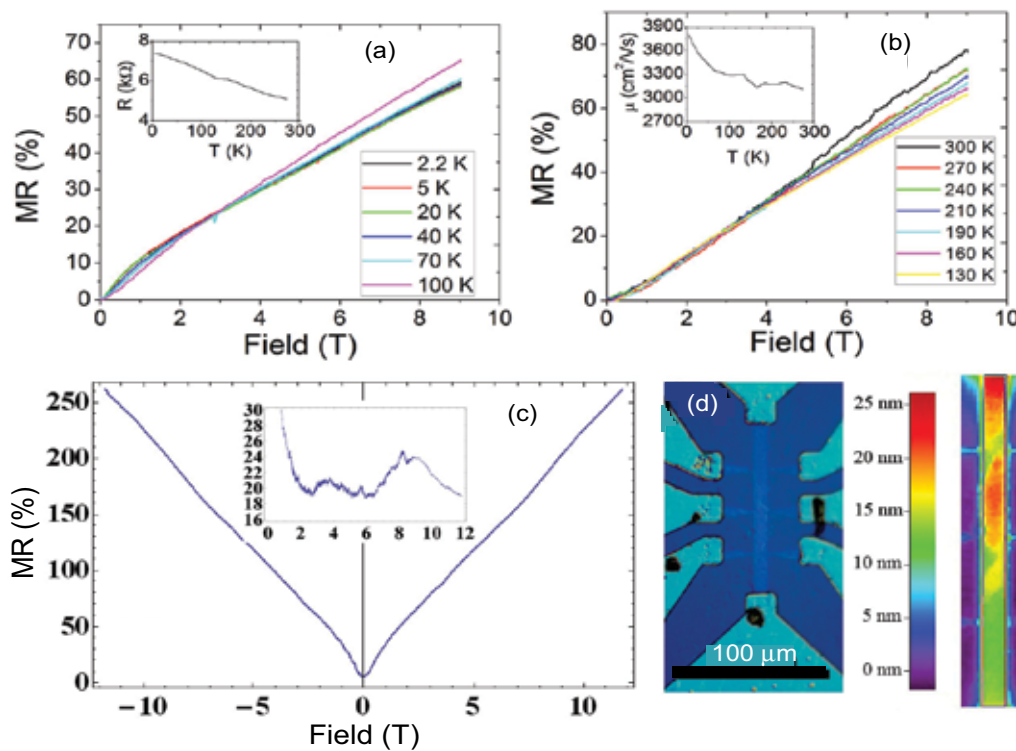 (a)
MR (%)
70
60
50
40
30
20
10
0
R (kΩ)
8
6
4
0 100 200 300
T (K)
2.2 K
5 K
20 K
40 K
70 K
100 K
0 2 4 6 8 10
Field (T)
(b)
MR (%)
80
60
40
20
0
μ (cm²/Vs)
3900
3600
3300
3000
2700
0 100 200 300
T (K)
300 K
270 K
240 K
210 K
190 K
160 K
130 K
0 2 4 6 8 10
Field (T)
(c)
MR (%)
250
200
150
100
50
0
30
28
26
24
22
20
18
16
0 2 4 6 8 10 12
−10 −5 0 5 10
Field (T)
(d)
100 μm
25 nm
20 nm
15 nm
10 nm
5 nm
0 nm